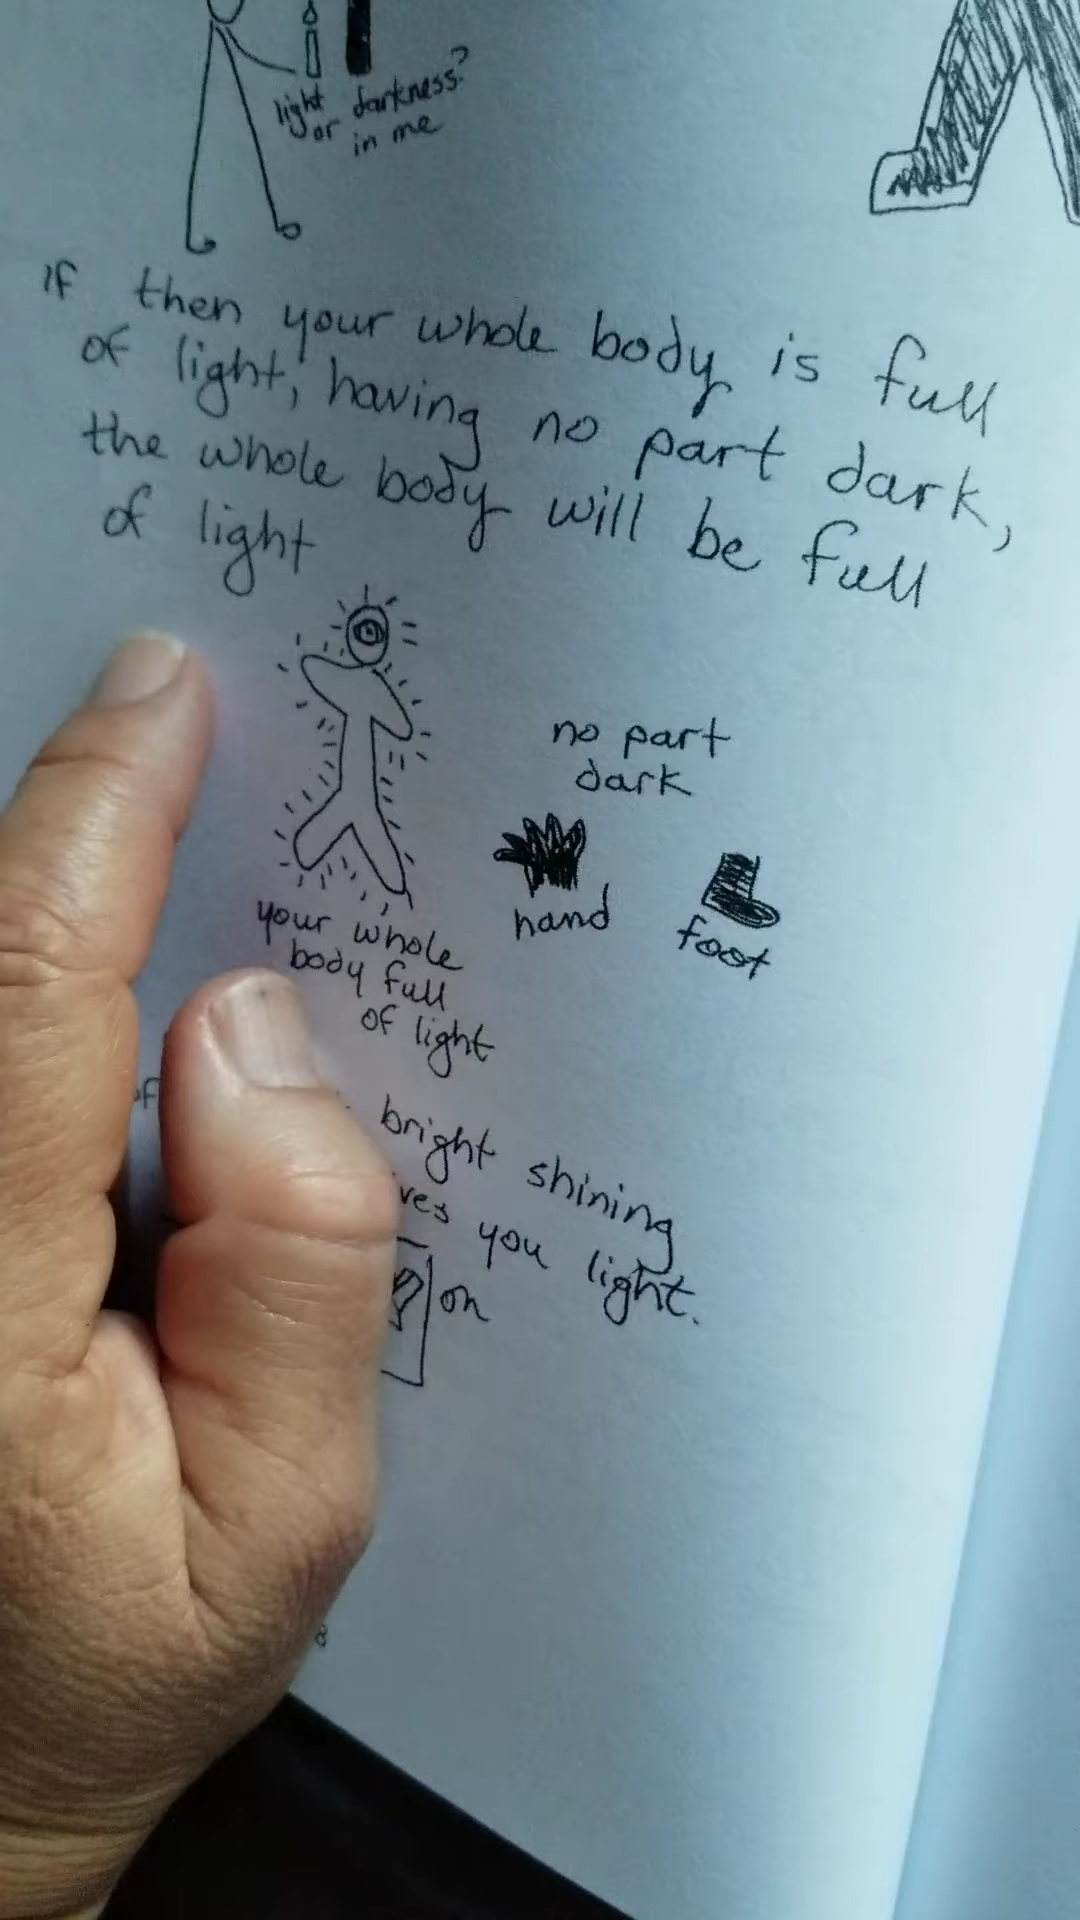 light darkness?
or in me
if then your whole body is full
of light, having no part dark,
the whole body will be full
of light
no part
dark
hand
foot
your whole
body full
of light
bright shining
you light.
on
8